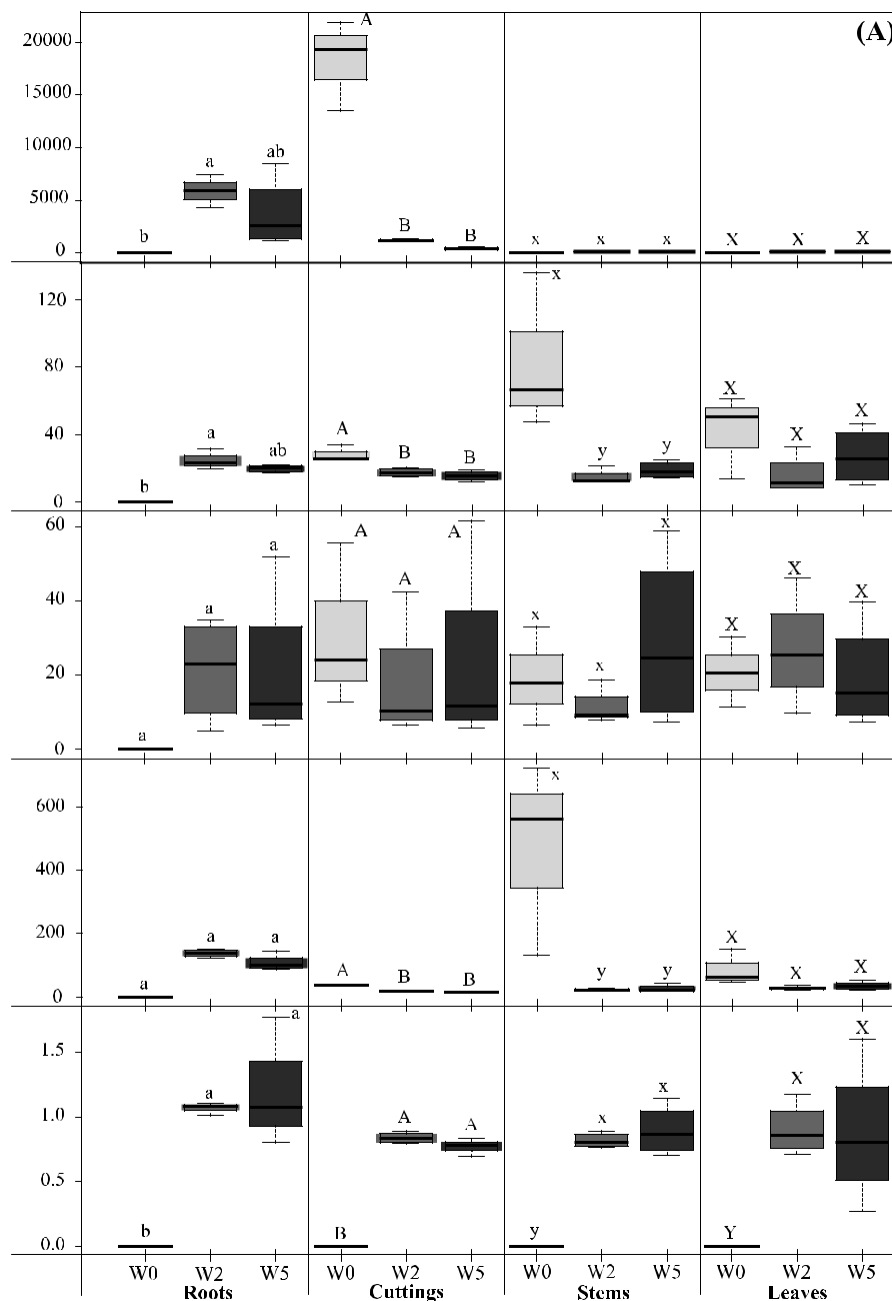 (A)
20000
15000
10000
5000
0
b a ab A B B x x x X X X
120
80
40
0
b a ab A B B x y y X X X
60
40
20
0
a a a A A A x x x X X X
600
400
200
0
a a a A B B x y y X X X
1.5
1.0
0.5
0.0
b a a B A A y x x Y X X
W0 W2 W5 W0 W2 W5 W0 W2 W5 W0 W2 W5
Roots Cuttings Stems Leaves